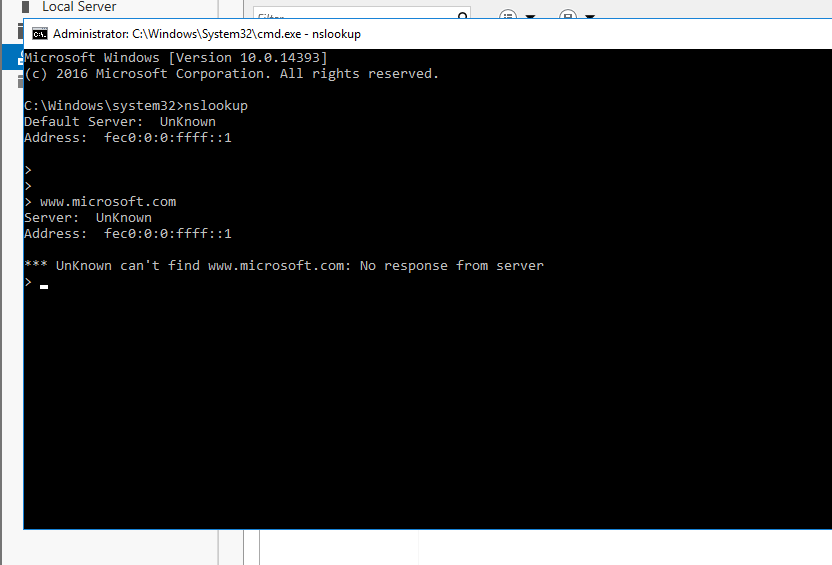 Local Server
Filter
Administrator: C:\Windows\System32\cmd.exe - nslookup
Microsoft Windows [Version 10.0.14393]
(c) 2016 Microsoft Corporation. All rights reserved.
C:\Windows\system32>nslookup
Default Server:  UnKnown
Address:  fec0:0:0:ffff::1
>
>
> www.microsoft.com
Server:  UnKnown
Address:  fec0:0:0:ffff::1
*** UnKnown can't find www.microsoft.com: No response from server
>